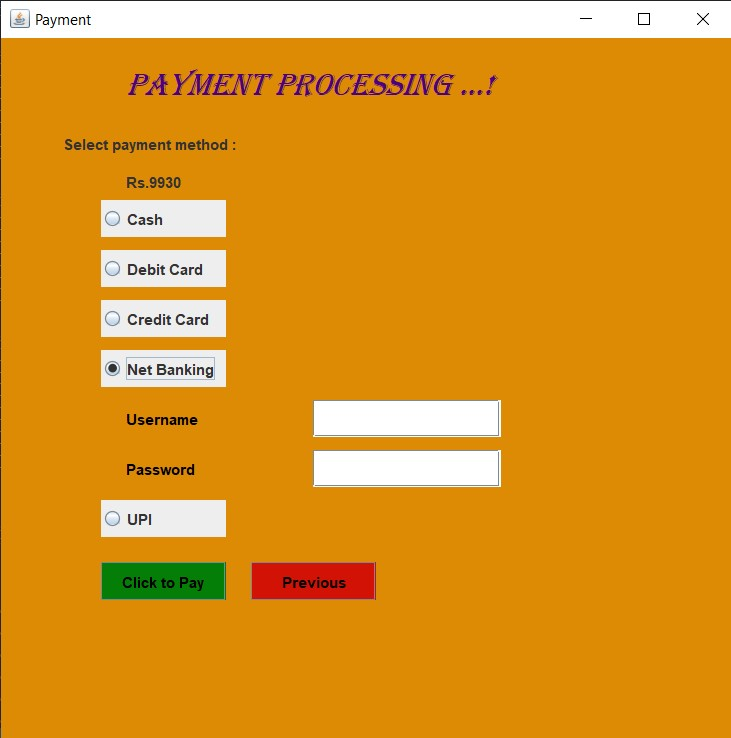 Payment
PAYMENT PROCESSING ...!
Select payment method :
Rs.9930
Cash
Debit Card
Credit Card
Net Banking
Username
Password
UPI
Click to Pay Previous